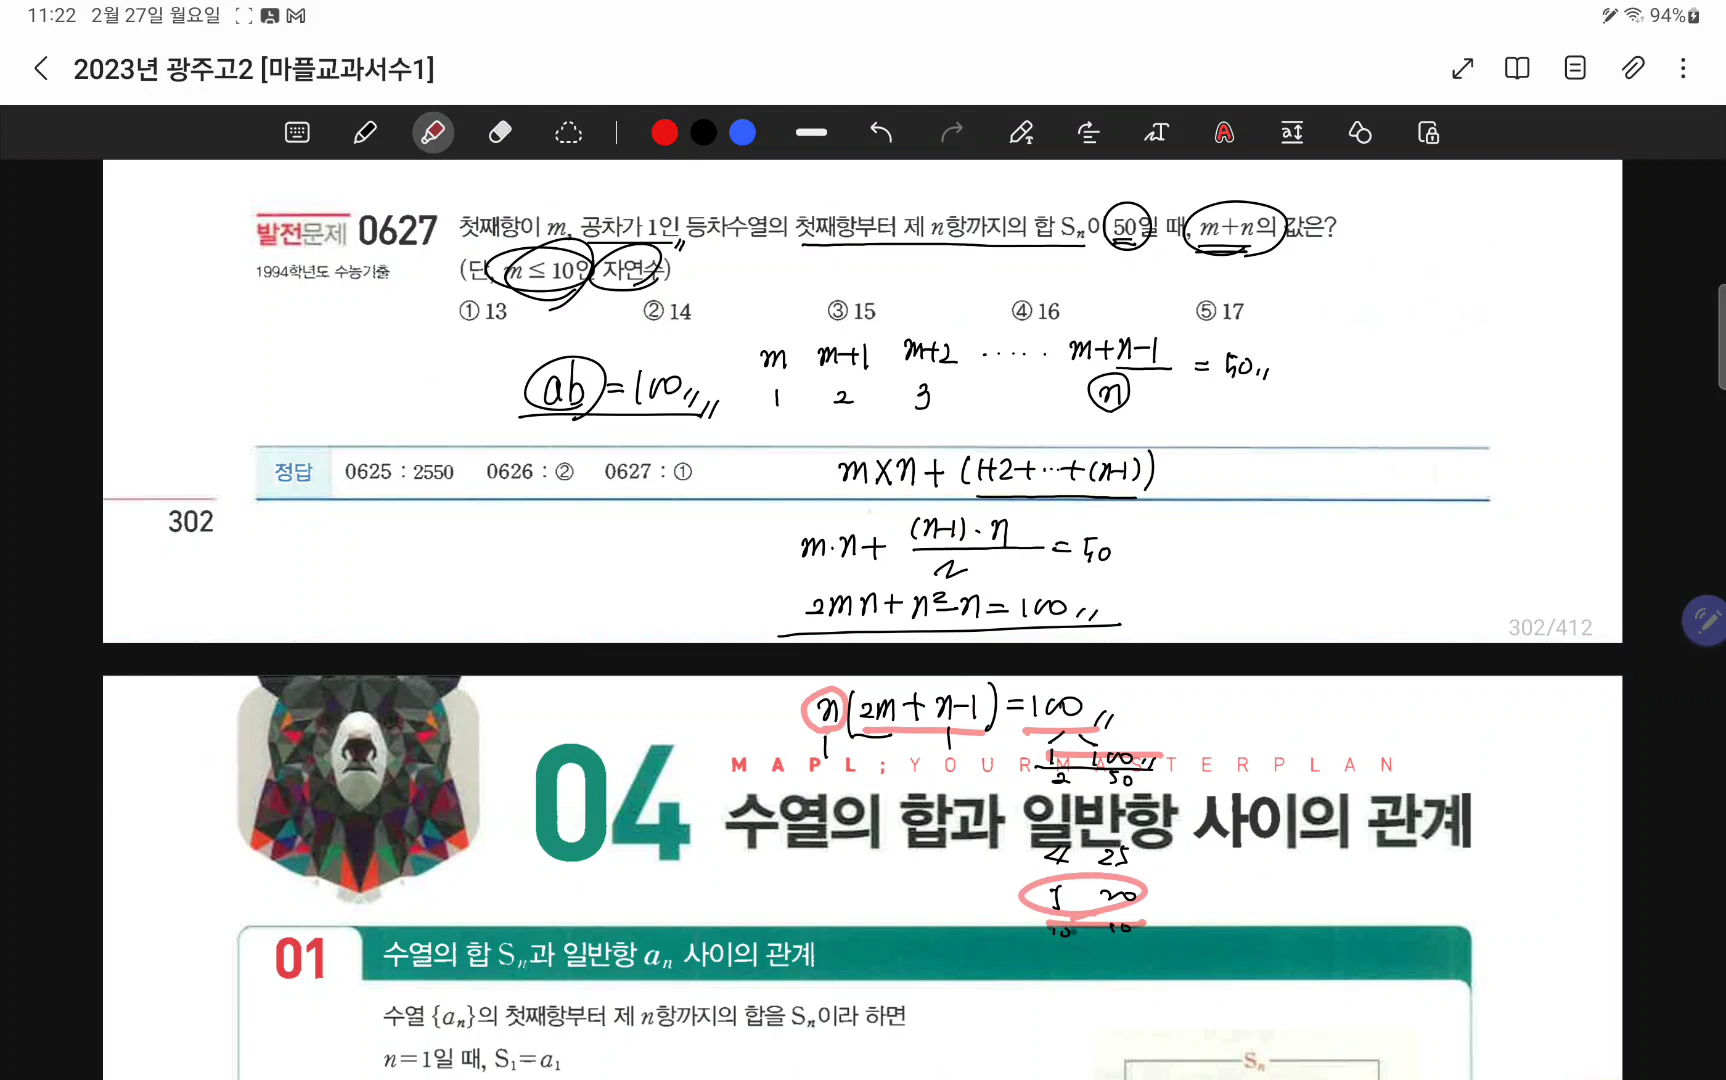 11:22 2월 27일 월요일 94%
2023년 광주고2 [마플교과서수1]
발전문제 0627 첫째항이 m, 공차가 1인 등차수열의 첫째항부터 제 n항까지의 합 Sₙ이 50일 때, m+n의 값은?
1994학년도 수능기출 (단, m ≤ 10인 자연수)
① 13 ② 14 ③ 15 ④ 16 ⑤ 17
m m+1 m+2 ····· m+n-1 = 50
ab = 100
1 2 3 n
정답 0625 : 2550 0626 : ② 0627 : ①
m×n + (1+2+···+(n-1))
302
m·n + (n-1)·n / 2 = 50
2mn + n² - n = 100
302/412
n(2m + n-1) = 100
1 100
MAPL;YOURMASTERPLAN
2 50
04 수열의 합과 일반항 사이의 관계
4 25
5 20
10 10
01 수열의 합 Sₙ과 일반항 aₙ 사이의 관계
수열 {aₙ}의 첫째항부터 제 n항까지의 합을 Sₙ이라 하면
n=1일 때, S₁=a₁
Sₙ